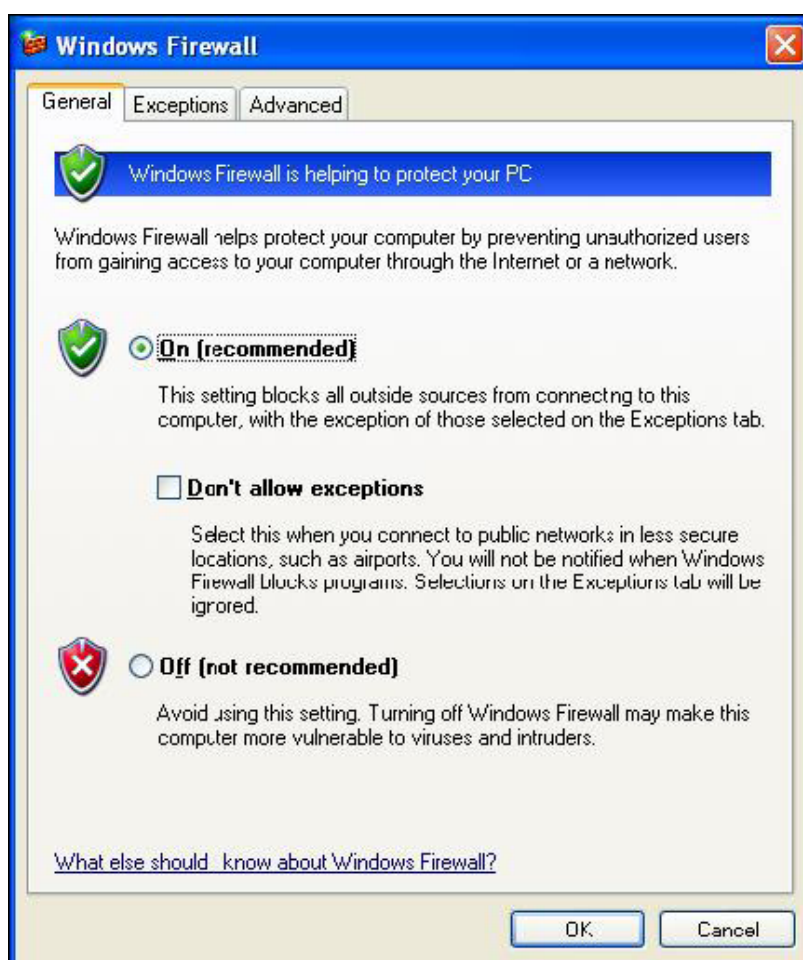 Windows Firewall
General Exceptions Advanced
Windows Firewall is helping to protect your PC
Windows Firewall helps protect your computer by preventing unauthorized users
from gaining access to your computer through the Internet or a network.
On (recommended)
This setting blocks all outside sources from connecting to this
computer, with the exception of those selected on the Exceptions tab.
Don't allow exceptions
Select this when you connect to public networks in less secure
locations, such as airports. You will not be notified when Windows
Firewall blocks programs. Selections on the Exceptions tab will be
ignored.
Off (not recommended)
Avoid using this setting. Turning off Windows Firewall may make this
computer more vulnerable to viruses and intruders.
What else should I know about Windows Firewall?
OK Cancel